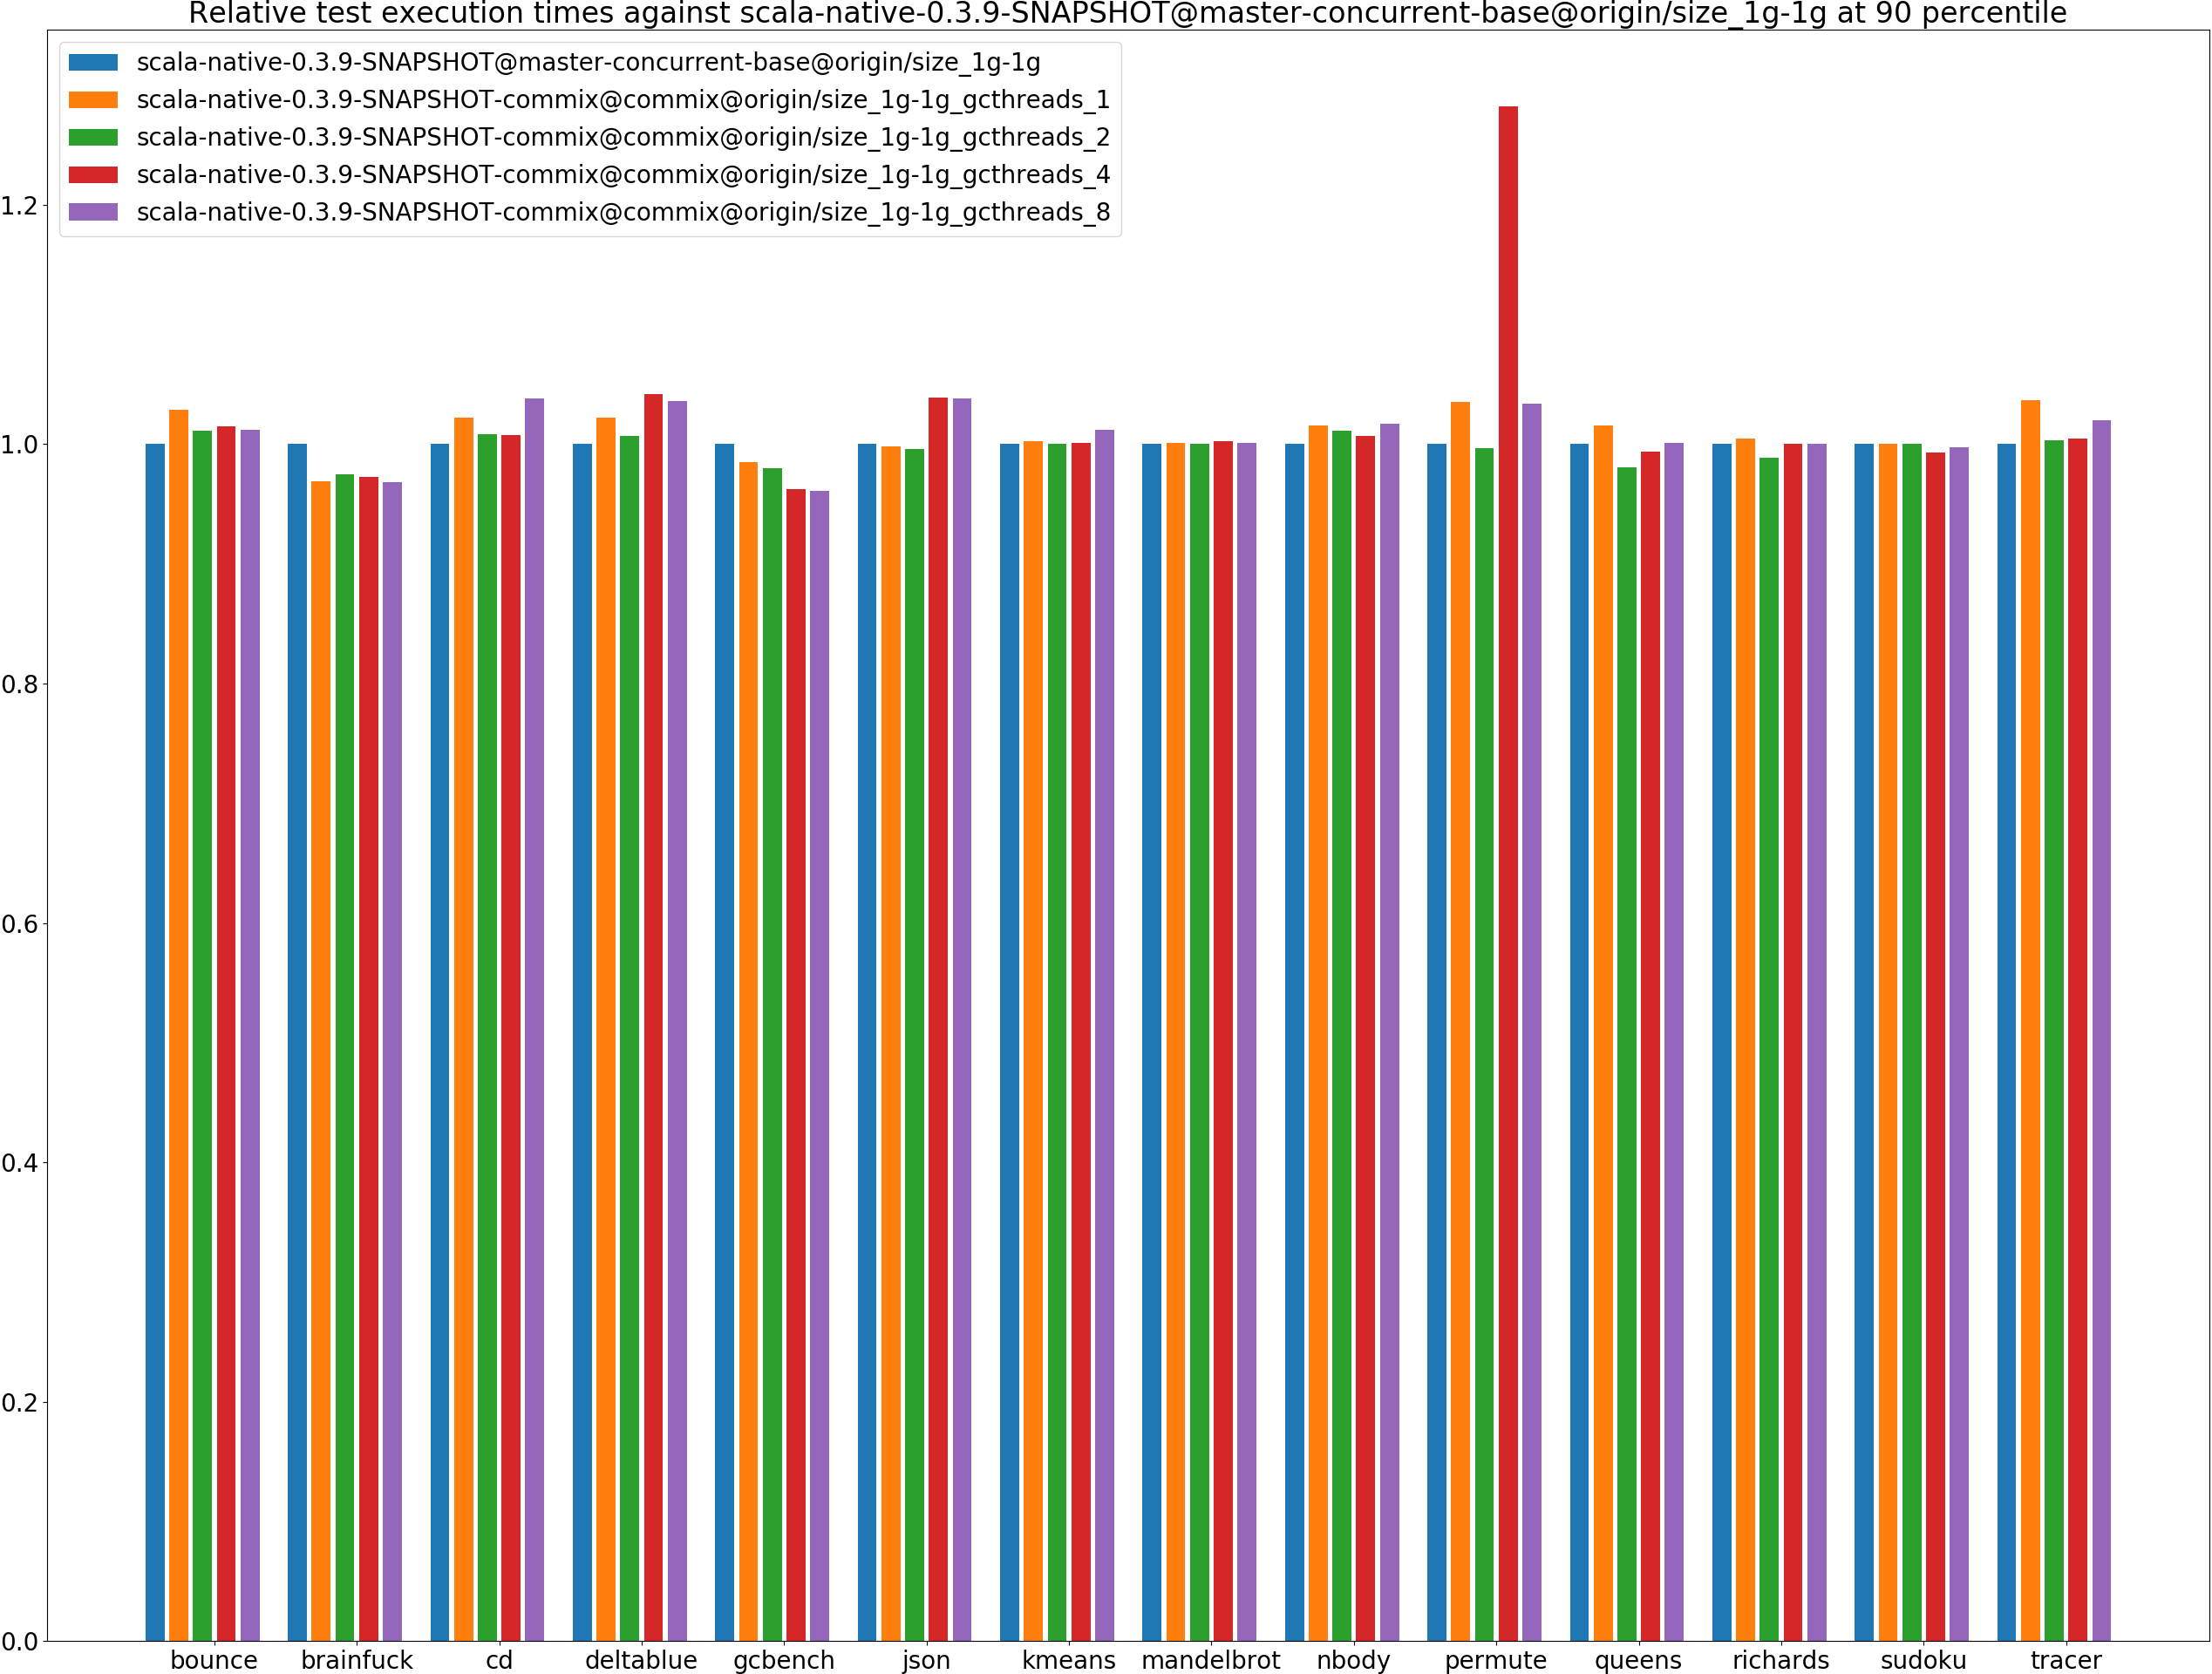 Relative test execution times against scala-native-0.3.9-SNAPSHOT@master-concurrent-base@origin/size_1g-1g at 90 percentile
scala-native-0.3.9-SNAPSHOT@master-concurrent-base@origin/size_1g-1g
scala-native-0.3.9-SNAPSHOT-commix@commix@origin/size_1g-1g_gcthreads_1
scala-native-0.3.9-SNAPSHOT-commix@commix@origin/size_1g-1g_gcthreads_2
scala-native-0.3.9-SNAPSHOT-commix@commix@origin/size_1g-1g_gcthreads_4
scala-native-0.3.9-SNAPSHOT-commix@commix@origin/size_1g-1g_gcthreads_8
1.2
1.0
0.8
0.6
0.4
0.2
0.0
bounce brainfuck cd deltablue gcbench json kmeans mandelbrot nbody permute queens richards sudoku tracer